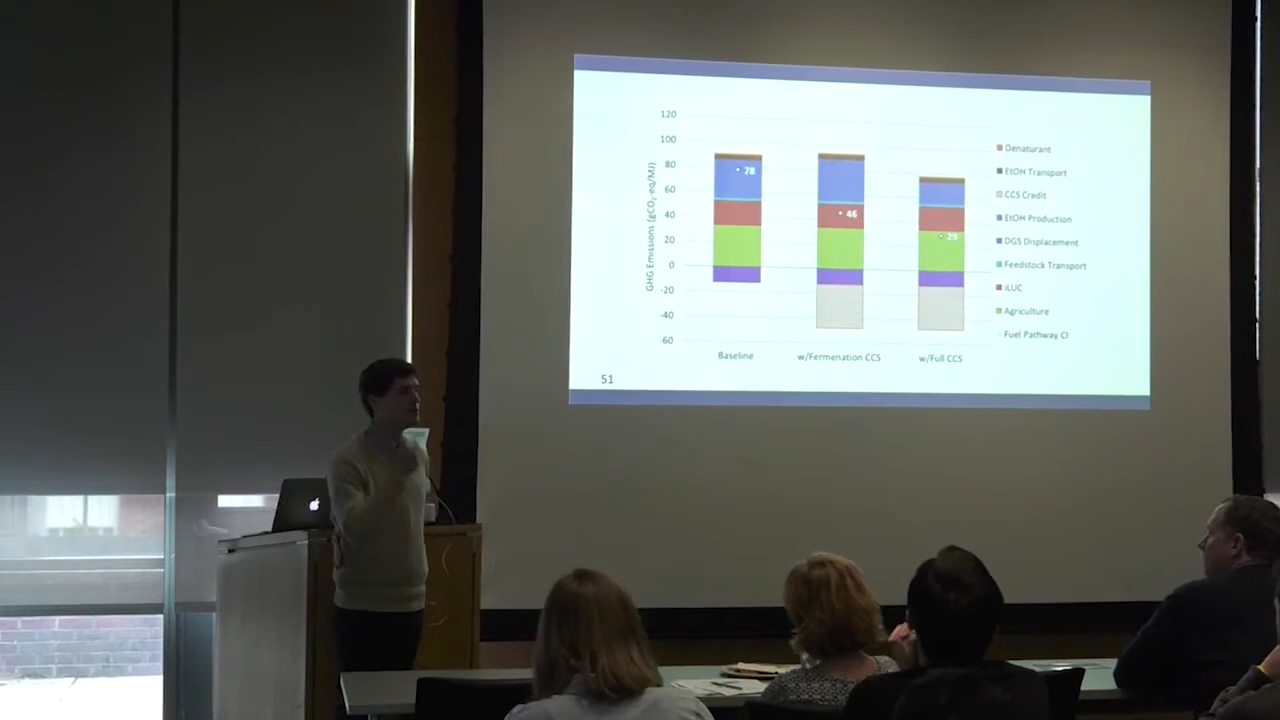 120
100
80
60
40
20
0
-20
-40
-60
GHG Emissions (gCO₂-eq/MJ)
78
46
Baseline
w/Fermenation CCS
w/Full CCS
Denaturant
EtOH Transport
CCS Credit
EtOH Production
DGS Displacement
Feedstock Transport
iLUC
Agriculture
Fuel Pathway CI
51